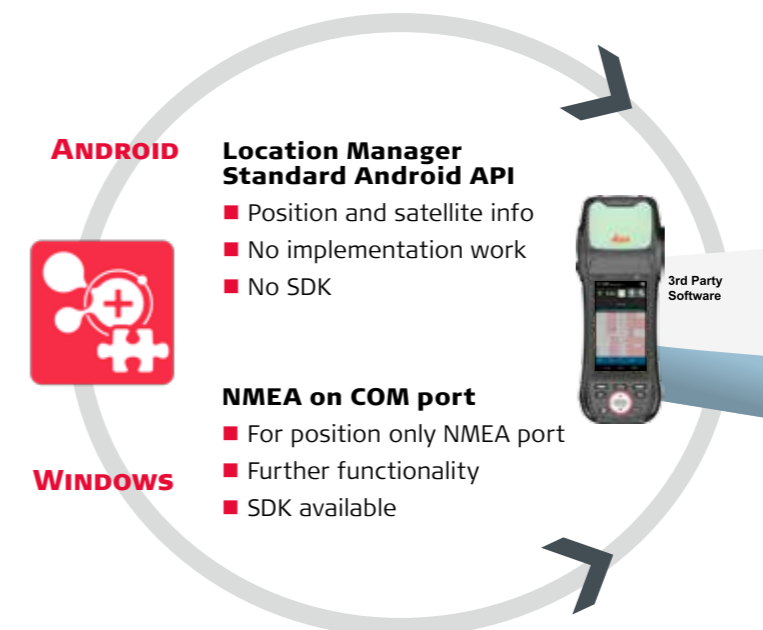 ANDROID
Location Manager
Standard Android API
Position and satellite info
No implementation work
No SDK
3rd Party
Software
NMEA on COM port
For position only NMEA port
Further functionality
SDK available
WINDOWS